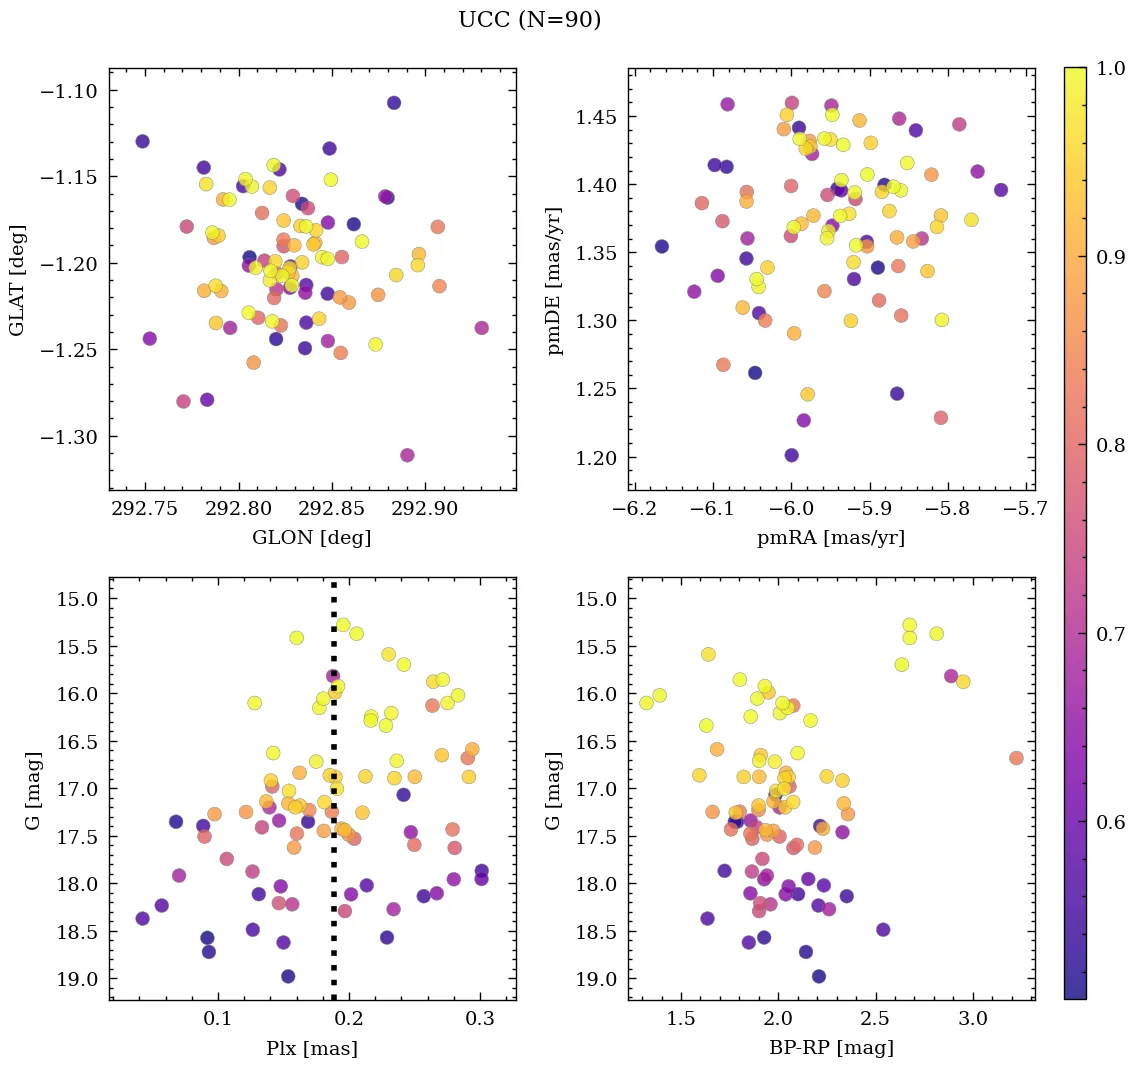 UCC (N=90)
−1.10
−1.15
−1.20
−1.25
−1.30
GLAT [deg]
292.75 292.80 292.85 292.90
GLON [deg]
1.45
1.40
1.35
1.30
1.25
1.20
pmDE [mas/yr]
−6.2 −6.1 −6.0 −5.9 −5.8 −5.7
pmRA [mas/yr]
15.0
15.5
16.0
16.5
17.0
17.5
18.0
18.5
19.0
G [mag]
0.1 0.2 0.3
Plx [mas]
15.0
15.5
16.0
16.5
17.0
17.5
18.0
18.5
19.0
G [mag]
1.5 2.0 2.5 3.0
BP-RP [mag]
1.0
0.9
0.8
0.7
0.6